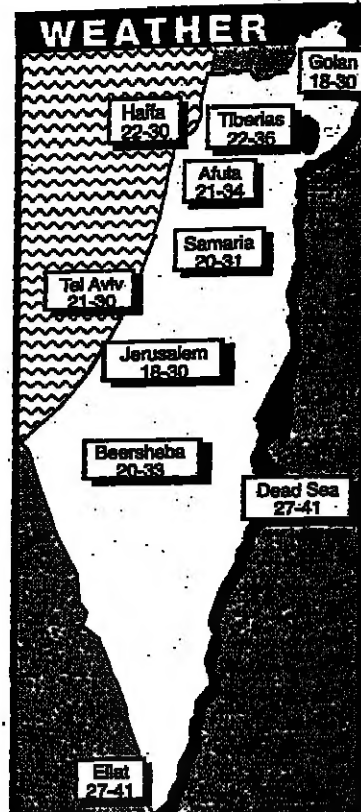 WEATHER
Golan
18-30
Haifa
22-30
Tiberias
22-35
Afula
21-34
Samaria
20-31
Tel Aviv
21-30
Jerusalem
18-30
Beersheba
20-33
Dead Sea
27-41
Eilat
27-41